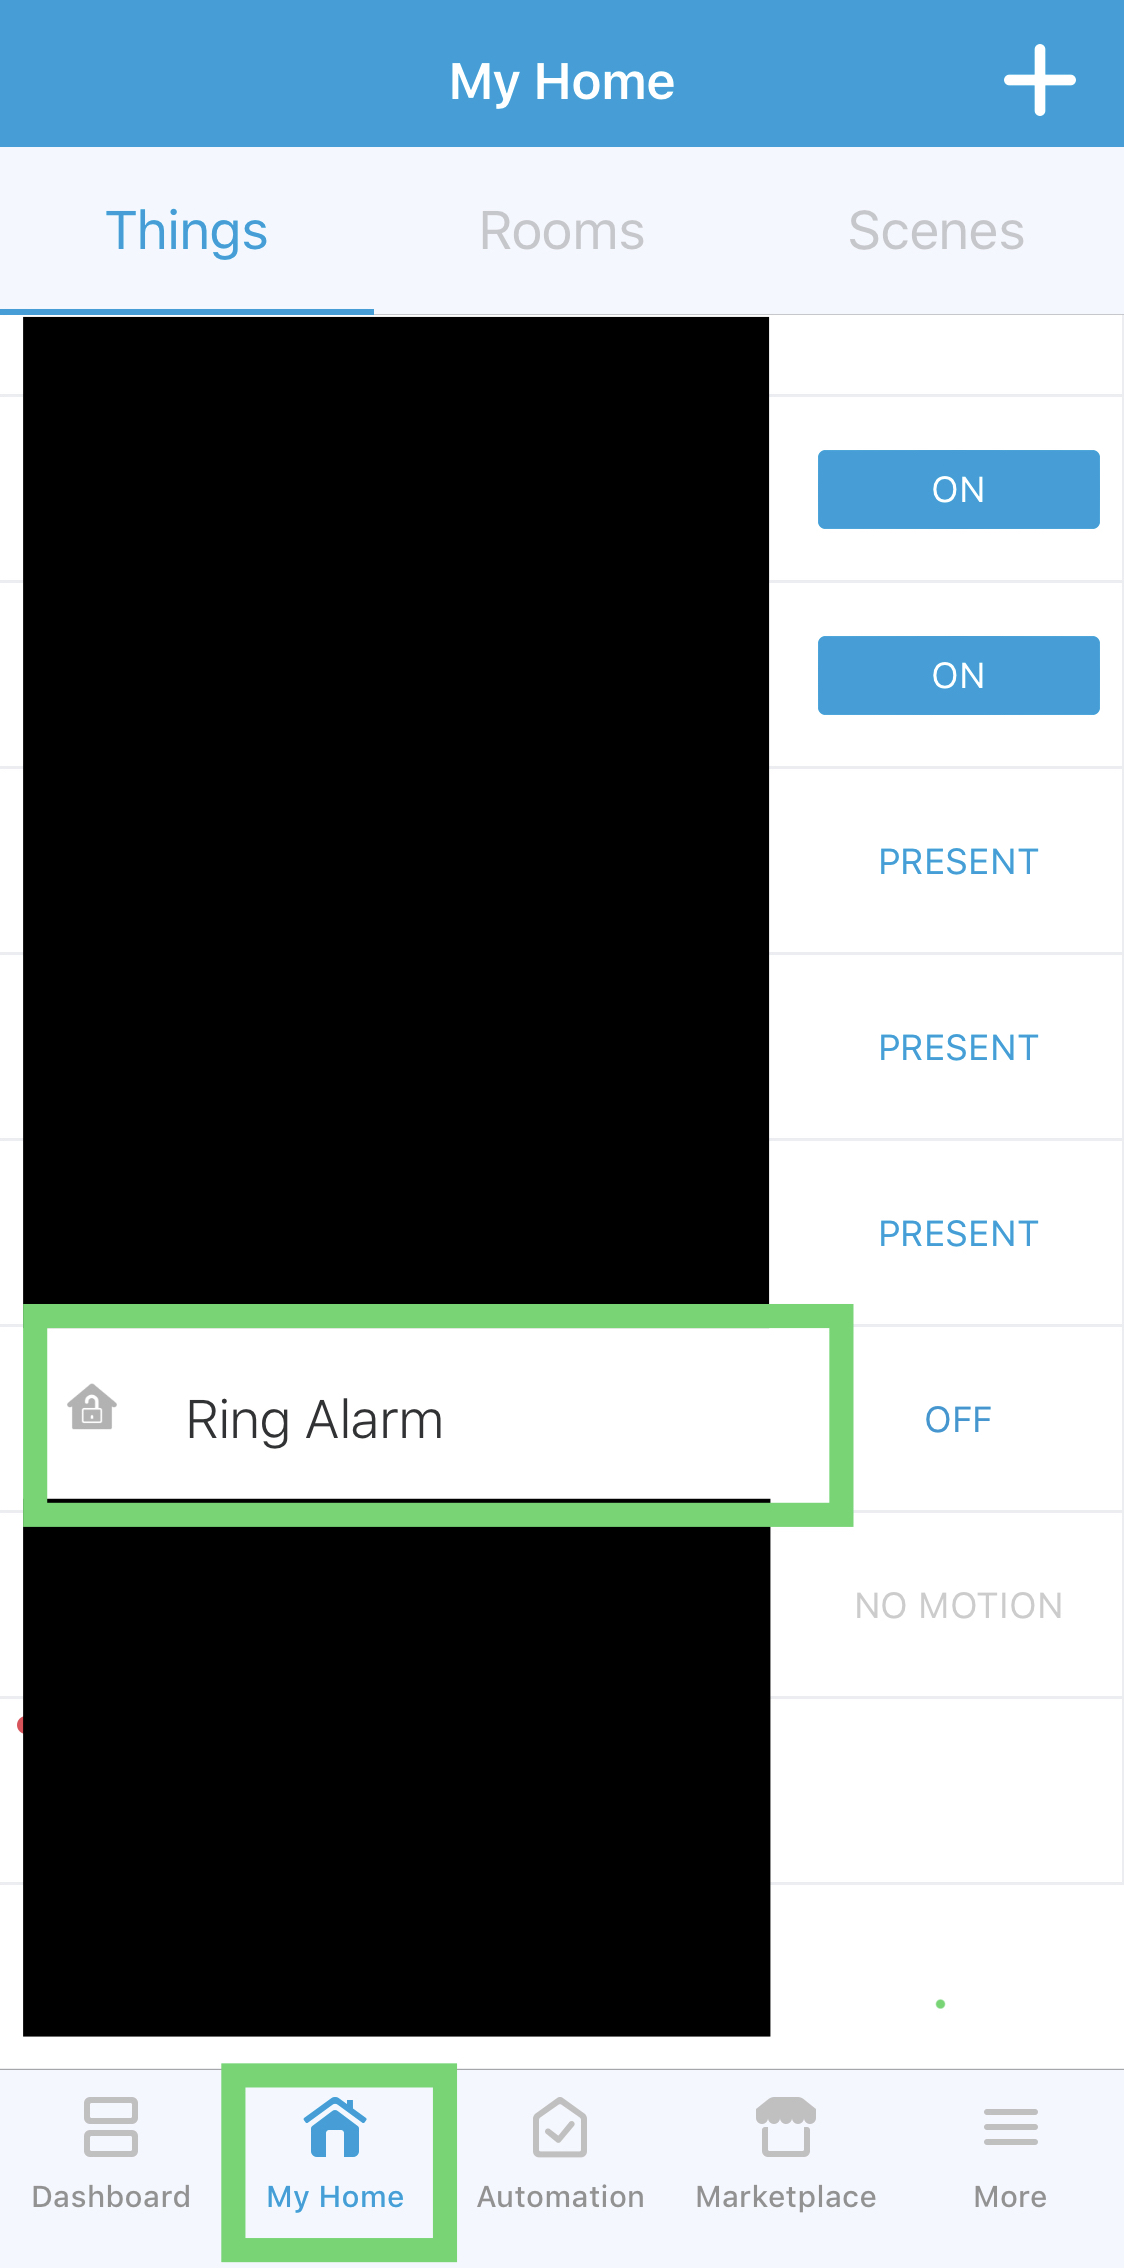 My Home
Things Rooms Scenes
ON
ON
PRESENT
PRESENT
PRESENT
Ring Alarm OFF
NO MOTION
Dashboard My Home Automation Marketplace More